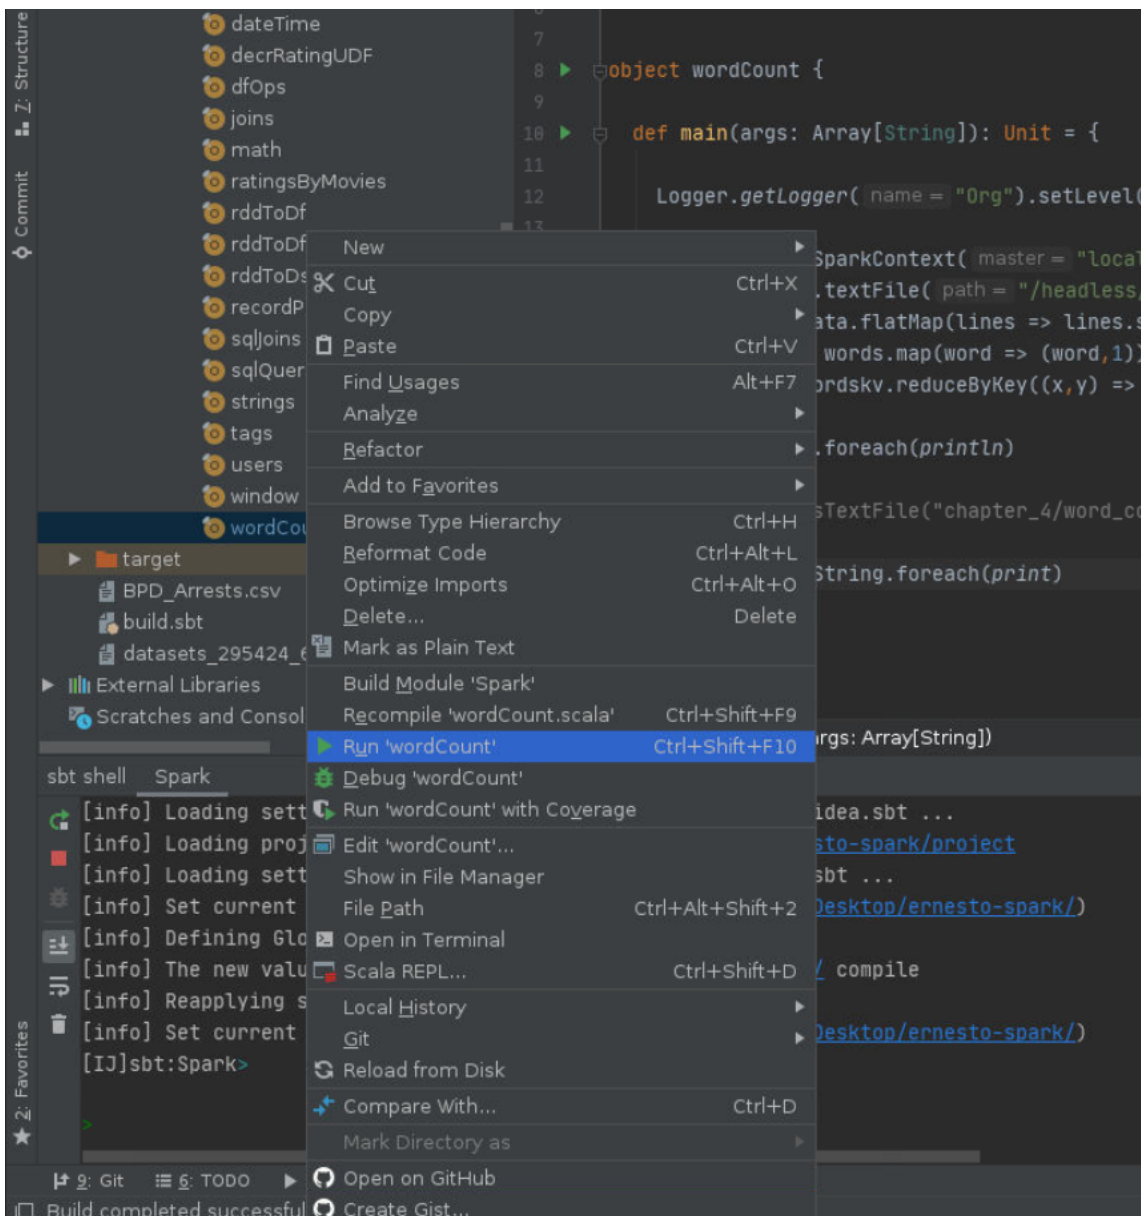 7: Structure
Commit
2: Favorites
dateTime
decrRatingUDF
dfOps
joins
math
ratingsByMovies
rddToDf
rddToDf
rddToDs
recordP
sqlJoins
sqlQuer
strings
tags
users
window
wordCou
target
BPD_Arrests.csv
build.sbt
datasets_295424_6
External Libraries
Scratches and Consol
7
8 object wordCount {
9
10 def main(args: Array[String]): Unit = {
11
12 Logger.getLogger( name = "Org").setLevel(
13
SparkContext( master = "local
.textFile( path = "/headless/
ata.flatMap(lines => lines.s
words.map(word => (word,1))
ordskv.reduceByKey((x,y) =>
.foreach(println)
sTextFile("chapter_4/word_co
String.foreach(print)
args: Array[String])
New
Cut Ctrl+X
Copy
Paste Ctrl+V
Find Usages Alt+F7
Analyze
Refactor
Add to Favorites
Browse Type Hierarchy Ctrl+H
Reformat Code Ctrl+Alt+L
Optimize Imports Ctrl+Alt+O
Delete... Delete
Mark as Plain Text
Build Module 'Spark'
Recompile 'wordCount.scala' Ctrl+Shift+F9
Run 'wordCount' Ctrl+Shift+F10
Debug 'wordCount'
Run 'wordCount' with Coverage
Edit 'wordCount'...
Show in File Manager
File Path Ctrl+Alt+Shift+2
Open in Terminal
Scala REPL... Ctrl+Shift+D
Local History
Git
Reload from Disk
Compare With... Ctrl+D
Mark Directory as
Open on GitHub
Create Gist...
sbt shell Spark
[info] Loading sett idea.sbt ...
[info] Loading proj sto-spark/project
[info] Loading sett sbt ...
[info] Set current Desktop/ernesto-spark/)
[info] Defining Glo
[info] The new valu / compile
[info] Reapplying s
[info] Set current Desktop/ernesto-spark/)
[IJ]sbt:Spark>
>
9: Git 6: TODO
Build completed successful